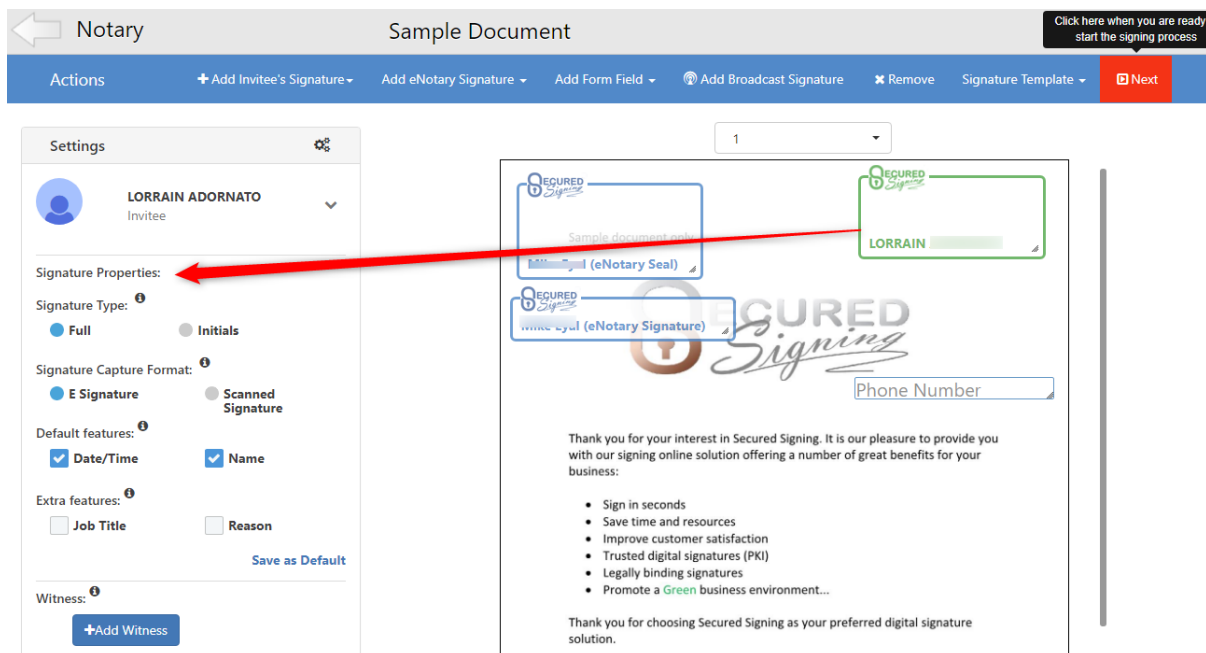 Notary
Sample Document
Click here when you are ready
start the signing process
Actions
Add Invitee's Signature
Add eNotary Signature
Add Form Field
Add Broadcast Signature
Remove
Signature Template
Next
Settings
1
LORRAIN ADORNATO
Invitee
Signature Properties:
Signature Type:
Full
Initials
Signature Capture Format:
E Signature
Scanned
Signature
Default features:
Date/Time
Name
Extra features:
Job Title
Reason
Save as Default
Witness:
+Add Witness
SECURED
Signing
Sample document only
(eNotary Seal)
SECURED
Signing
LORRAIN
SECURED
Signing
(eNotary Signature)
SECURED
Signing
Phone Number
Thank you for your interest in Secured Signing. It is our pleasure to provide you
with our signing online solution offering a number of great benefits for your
business:
• Sign in seconds
• Save time and resources
• Improve customer satisfaction
• Trusted digital signatures (PKI)
• Legally binding signatures
• Promote a Green business environment...
Thank you for choosing Secured Signing as your preferred digital signature
solution.